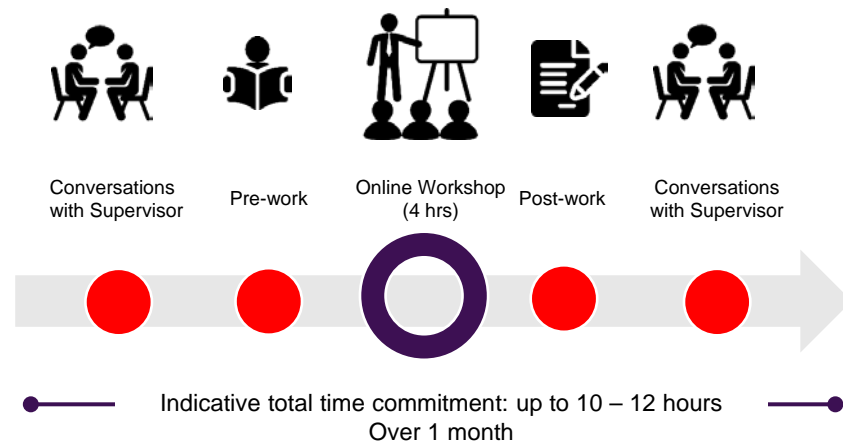 Conversations
with Supervisor
Pre-work
Online Workshop
(4 hrs)
Post-work
Conversations
with Supervisor
Indicative total time commitment: up to 10 – 12 hours
Over 1 month